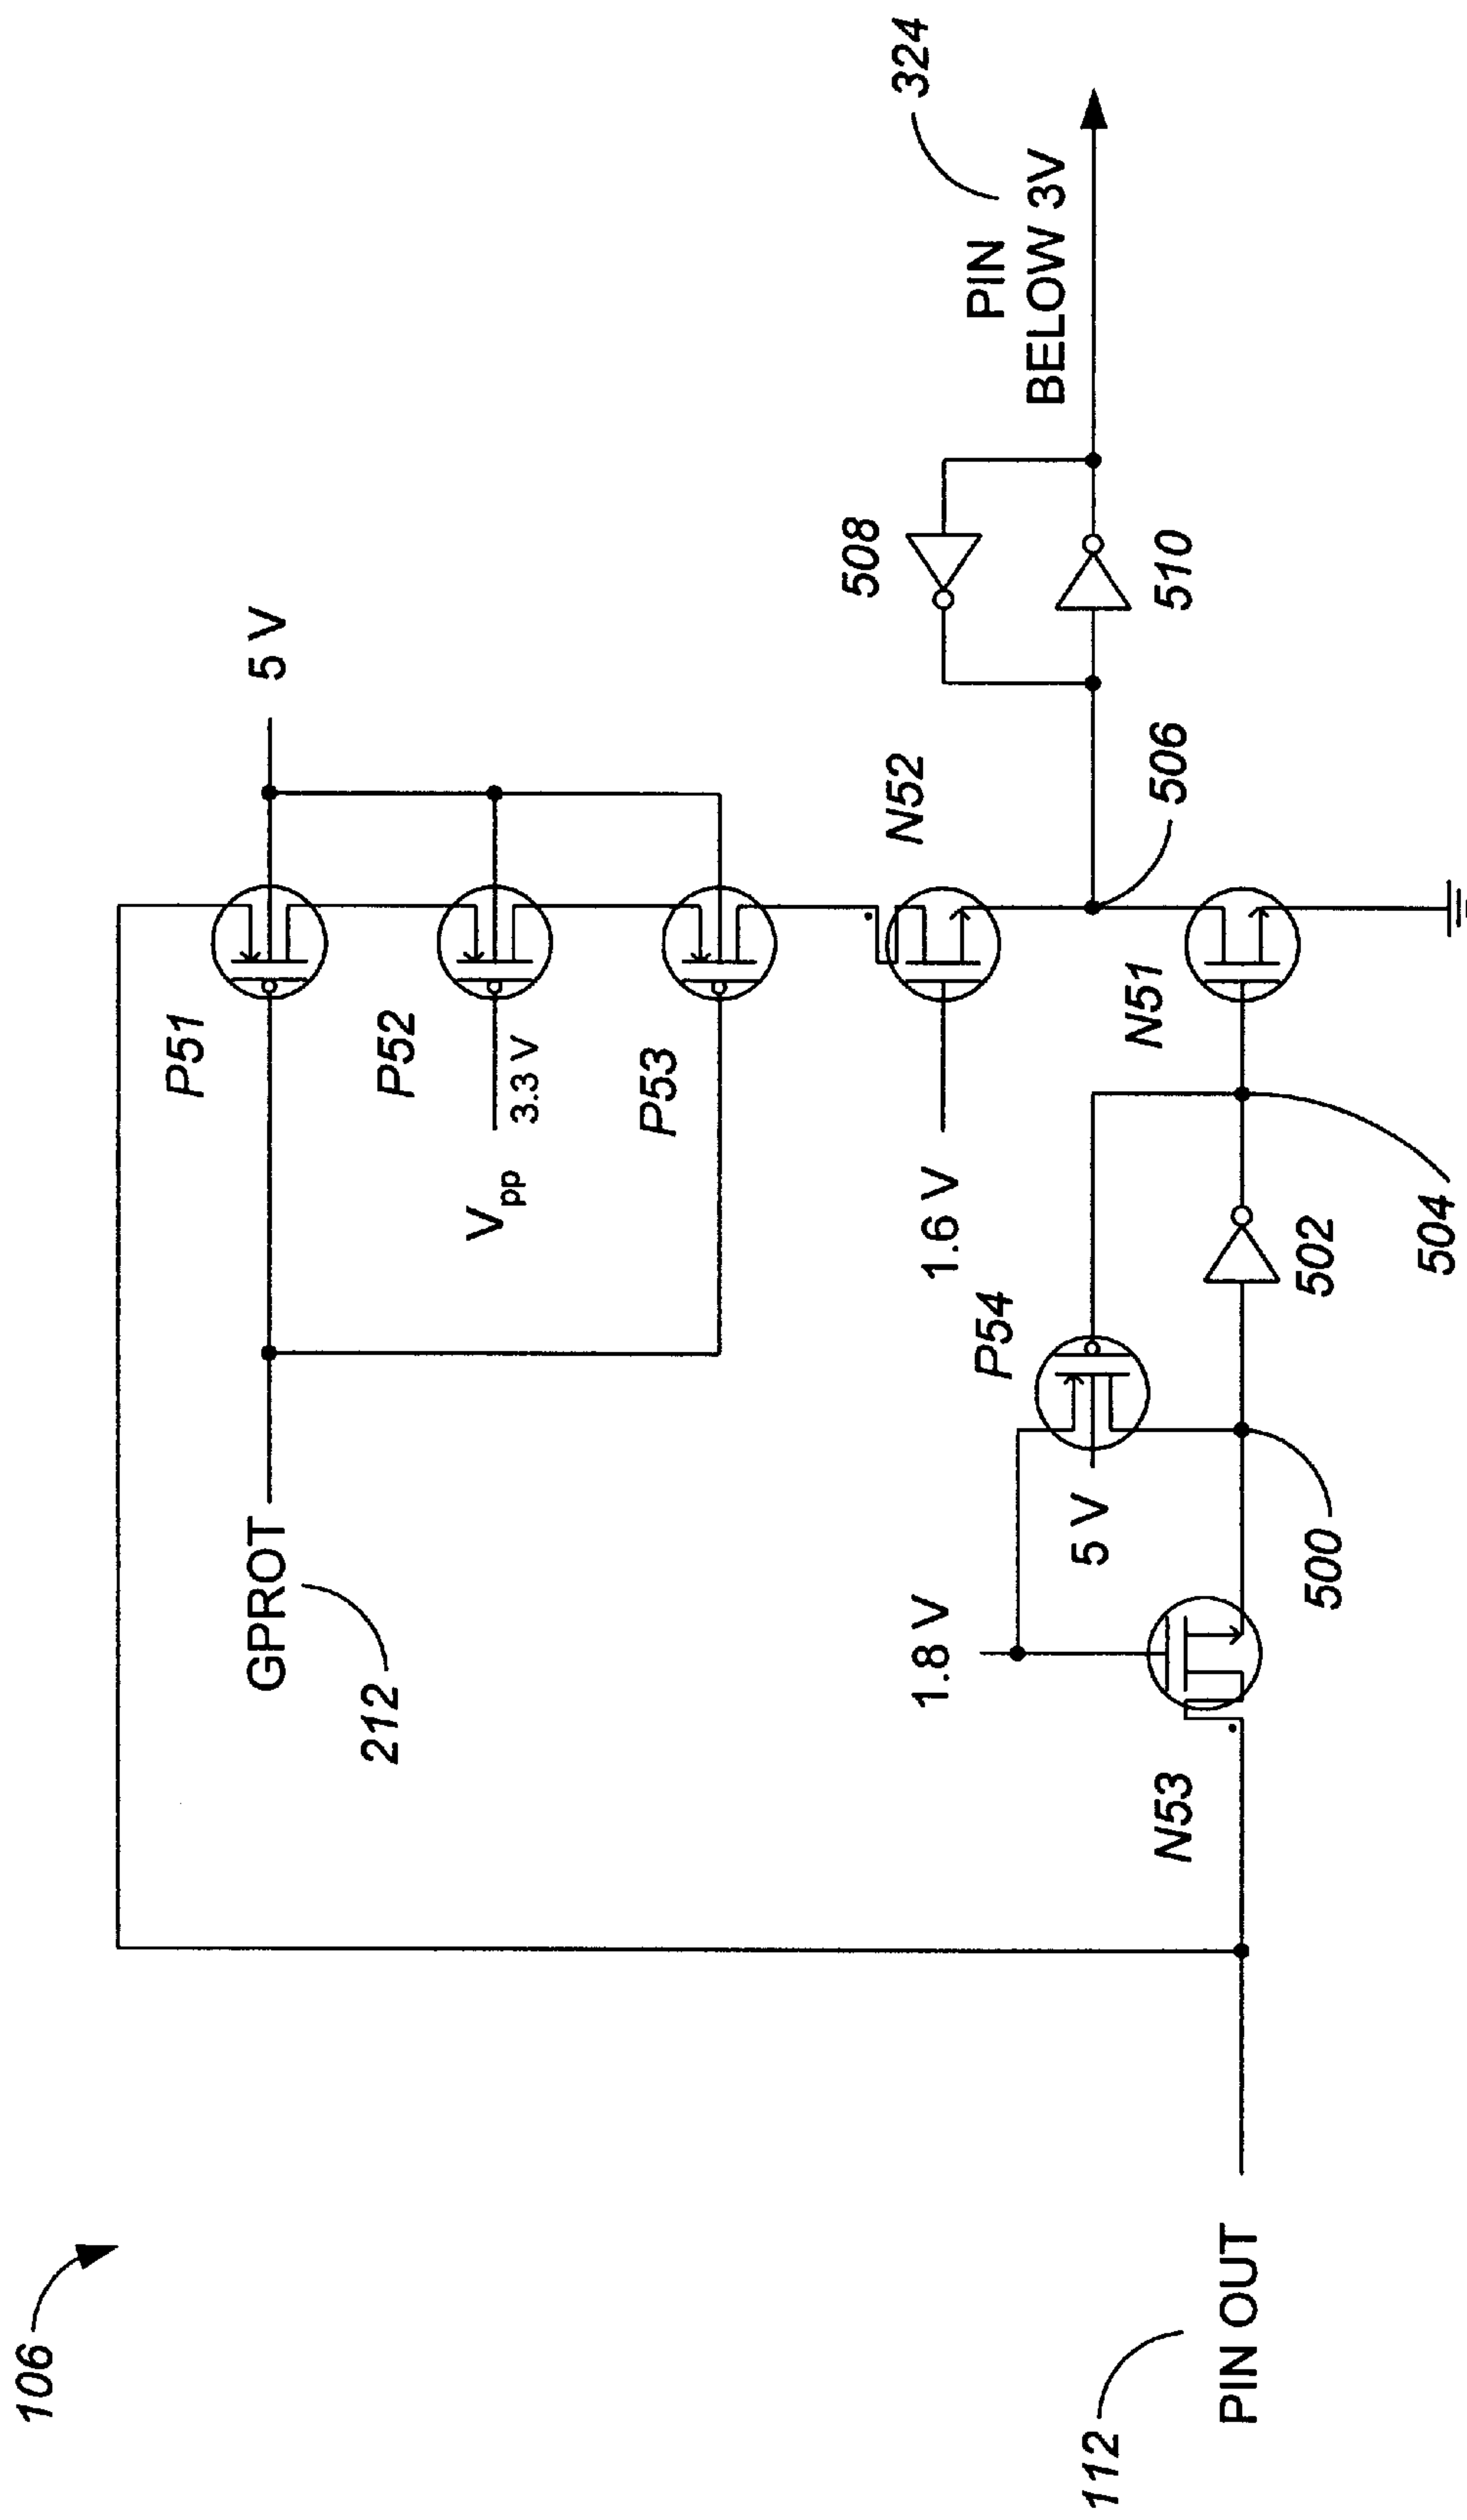 106
112
PIN OUT
GPROT
212
P51
5 V
P52
Vpp
3.3 V
P53
N52
1.6 V
N53
1.8 V
5 V
P54
500
502
504
N51
506
508
510
PIN
BELOW 3V
324